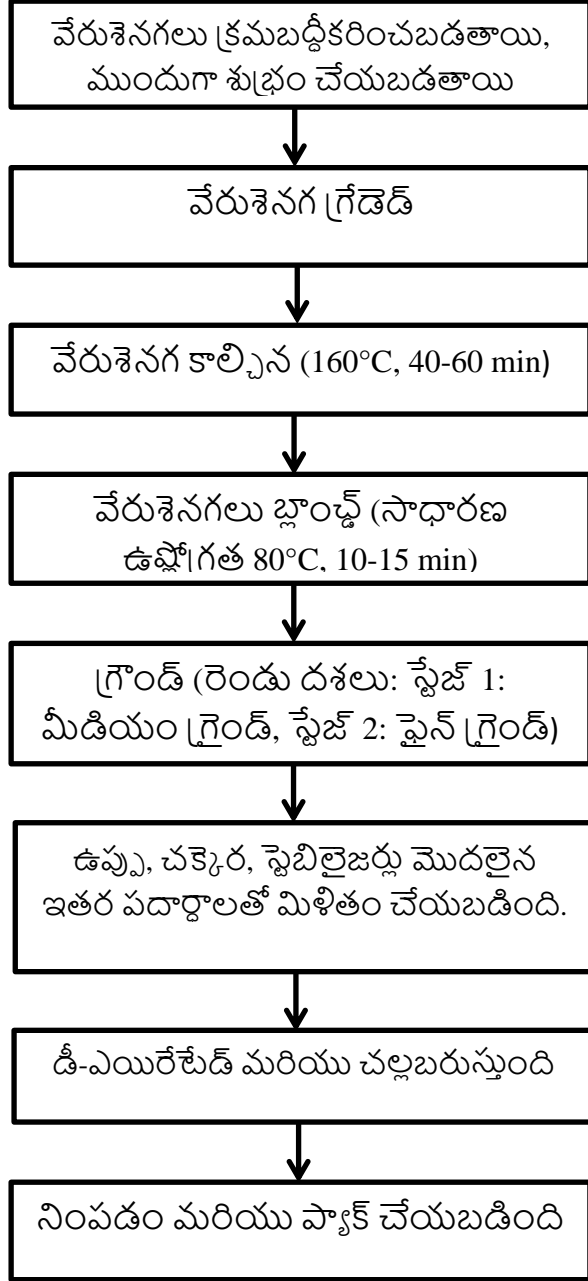 వేరుశెనగలు క్రమబద్ధీకరించబడతాయి,
ముందుగా శుభ్రం చేయబడతాయి
వేరుశెనగ గ్రేడెడ్
వేరుశెనగ కాల్చిన (160°C, 40-60 min)
వేరుశెనగలు బ్లాంచ్డ్ (సాధారణ
ఉష్ణోగ్రత 80°C, 10-15 min)
గ్రౌండ్ (రెండు దశలు: స్టేజ్ 1:
మీడియం గ్రైండ్, స్టేజ్ 2: ఫైన్ గ్రైండ్)
ఉప్పు, చక్కెర, స్టెబిలైజర్లు మొదలైన
ఇతర పదార్థాలతో మిళితం చేయబడింది.
డీ-ఎయిరేటేడ్ మరియు చల్లబరుస్తుంది
నింపడం మరియు ప్యాక్ చేయబడింది